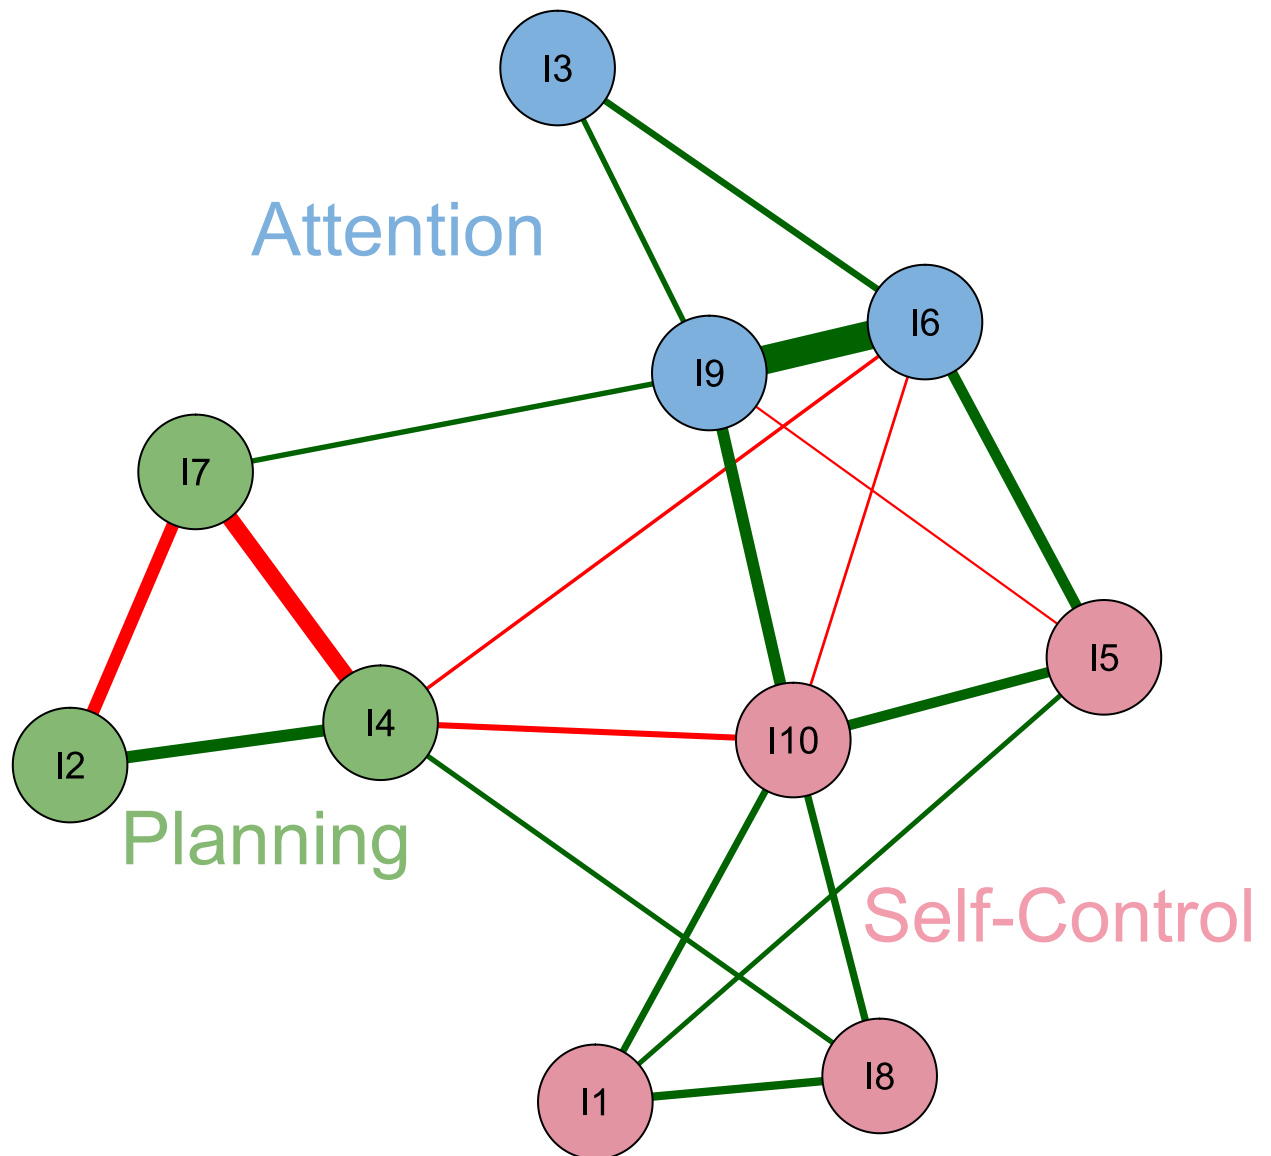 I3
Attention
I6
I9
I7
I5
I4
I10
I2
Planning
Self-Control
I8
I1